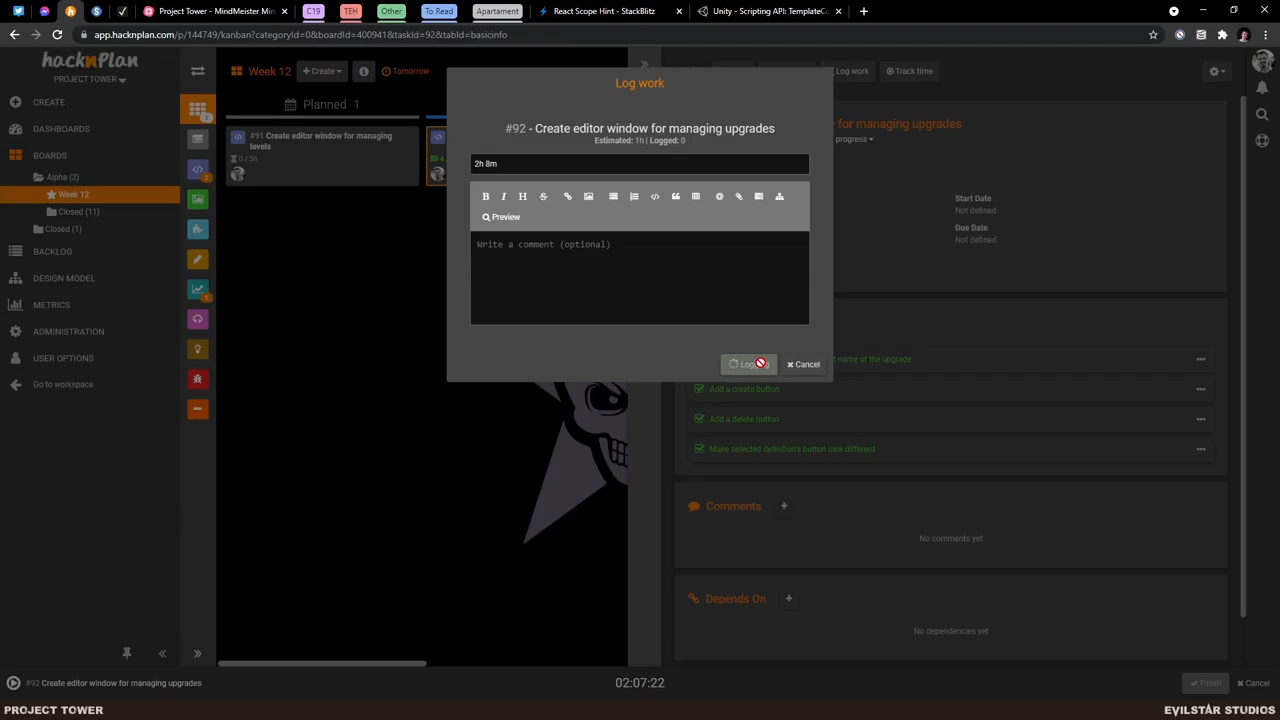 Project Tower - MindMeister Min
C19
TEH
Other
To Read
Apartament
React Scope Hint - StackBlitz
Unity - Scripting API: TemplateCo
app.hacknplan.com/p/144749/kanban?categoryId=0&boardId=400941&taskId=92&tabId=basicinfo
hacknPlan
PROJECT TOWER
CREATE
DASHBOARDS
BOARDS
Alpha (2)
Week 12
Closed (11)
Closed (1)
BACKLOG
DESIGN MODEL
METRICS
ADMINISTRATION
USER OPTIONS
Go to workspace
3
2
1
Week 12
Create
Tomorrow
Planned 1
#91 Create editor window for managing
levels
0 / 3h
4
Log work
#92 - Create editor window for managing upgrades
Estimated: 1h | Logged: 0
2h 8m
B I H S
Preview
Write a comment (optional)
Cancel
Log work
Track time
w for managing upgrades
progress
Start Date
Not defined
Due Date
Not defined
t name of the upgrade
Add a create button
Add a delete button
Make selected definition's button look different
Comments
No comments yet
Depends On
No dependencies yet
#92 Create editor window for managing upgrades
02:07:22
Finish
Cancel
PROJECT TOWER
EVILSTAR STUDIOS